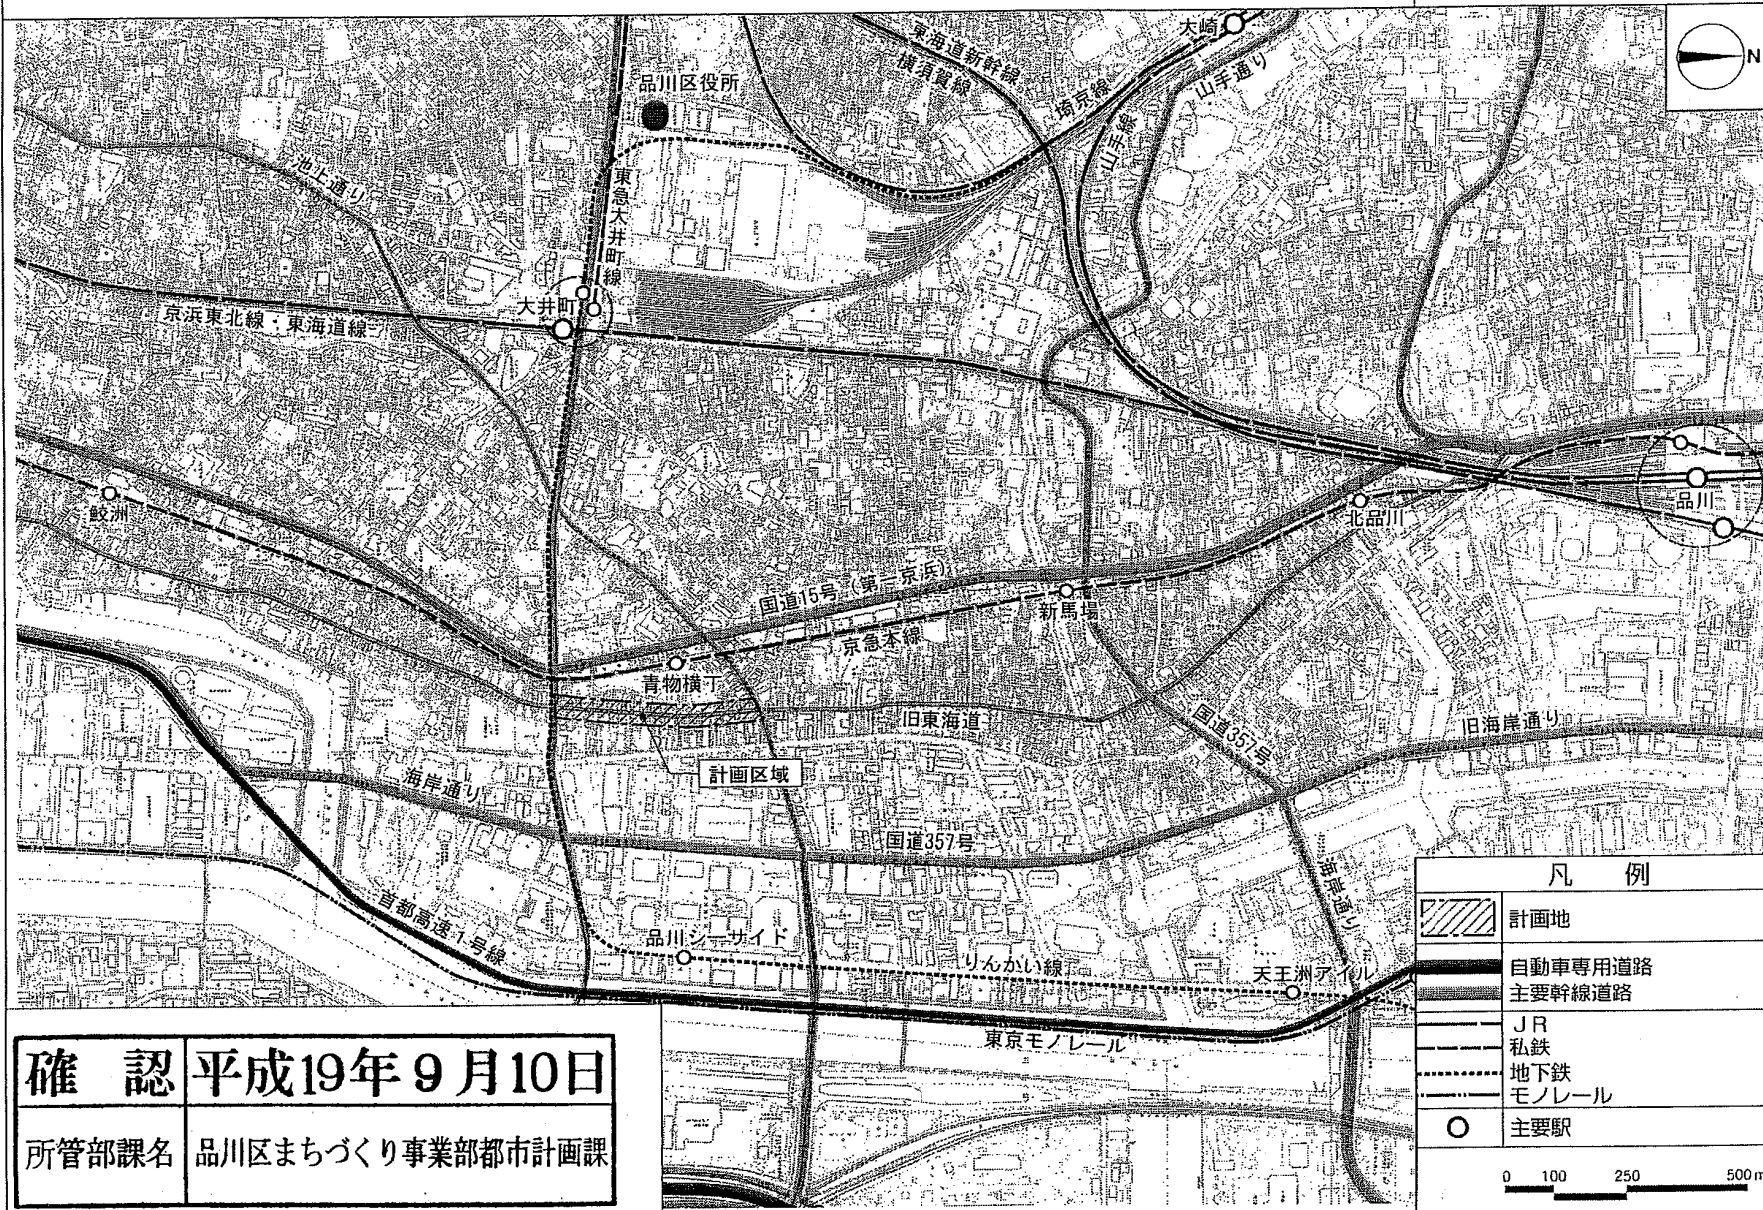 N
大崎
東海道新幹線
横須賀線
埼京線
山手通り
山手線
品川区役所
池上通り
東急大井町線
大井町
京浜東北線・東海道線
鮫洲
品川
北品川
国道15号(第一京浜)
新馬場
京急本線
青物横丁
旧東海道
国道357号
旧海岸通り
計画区域
海岸通り
国道357号
海岸通り
首都高速1号線
品川シーサイド
りんかい線
天王洲アイル
東京モノレール
凡 例
計画地
自動車専用道路
主要幹線道路
JR
私鉄
地下鉄
モノレール
主要駅
0 100 250 500m
確 認 平成19年9月10日
所管部課名 品川区まちづくり事業部都市計画課